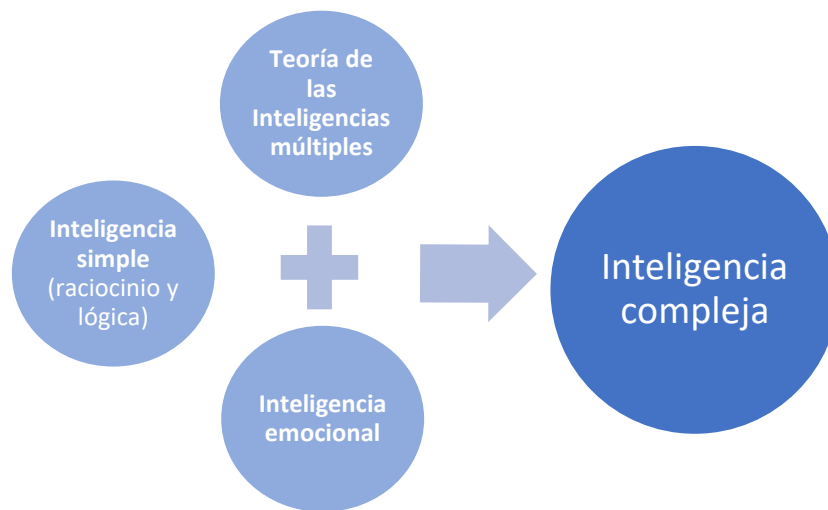 Teoría de
las
Inteligencias
múltiples
Inteligencia
simple
(raciocinio y
lógica)
Inteligencia
emocional
Inteligencia
compleja